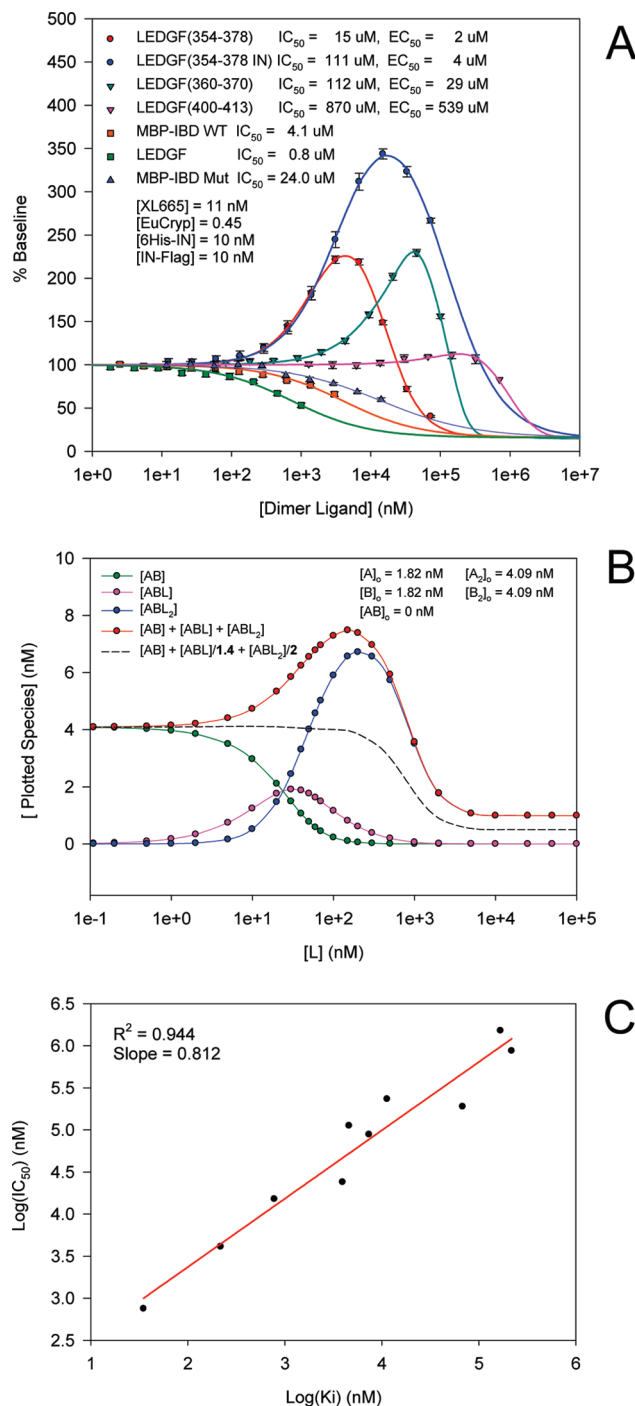 A
LEDGF(354-378) IC50 = 15 uM, EC50 = 2 uM
LEDGF(354-378 IN) IC50 = 111 uM, EC50 = 4 uM
LEDGF(360-370) IC50 = 112 uM, EC50 = 29 uM
LEDGF(400-413) IC50 = 870 uM, EC50 = 539 uM
MBP-IBD WT IC50 = 4.1 uM
LEDGF IC50 = 0.8 uM
MBP-IBD Mut IC50 = 24.0 uM
[XL665] = 11 nM
[EuCryp] = 0.45
[6His-IN] = 10 nM
[IN-Flag] = 10 nM
% Baseline
500
450
400
350
300
250
200
150
100
50
0
1e+0 1e+1 1e+2 1e+3 1e+4 1e+5 1e+6 1e+7
[Dimer Ligand] (nM)
B
[AB]
[ABL]
[ABL2]
[AB] + [ABL] + [ABL2]
[AB] + [ABL]/1.4 + [ABL2]/2
[A]o = 1.82 nM [A2]o = 4.09 nM
[B]o = 1.82 nM [B2]o = 4.09 nM
[AB]o = 0 nM
[ Plotted Species] (nM)
10
8
6
4
2
0
1e-1 1e+0 1e+1 1e+2 1e+3 1e+4 1e+5
[L] (nM)
C
R2 = 0.944
Slope = 0.812
Log(IC50) (nM)
6.5
6.0
5.5
5.0
4.5
4.0
3.5
3.0
2.5
1 2 3 4 5 6
Log(Ki) (nM)